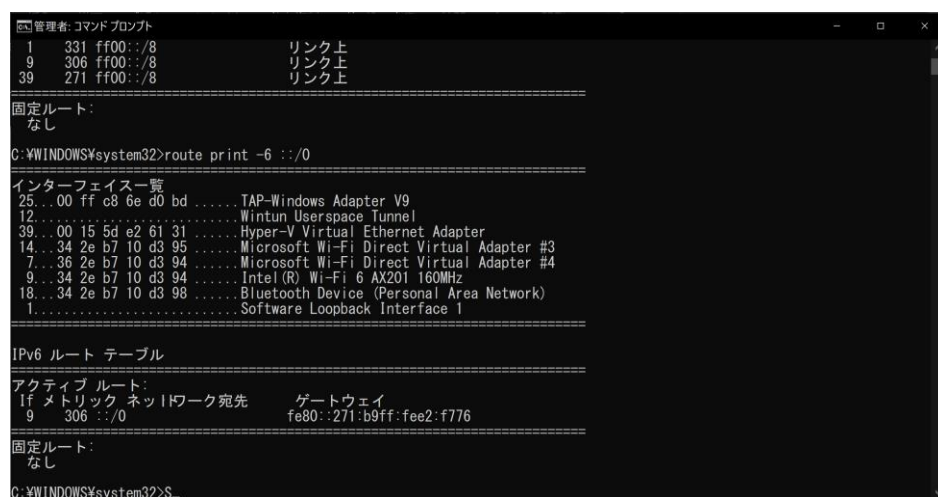 管理者: コマンド プロンプト
1 331 ff00::/8 リンク上
9 306 ff00::/8 リンク上
39 271 ff00::/8 リンク上
===========================================================================
固定ルート:
なし
C:¥WINDOWS¥system32>route print -6 ::/0
===========================================================================
インターフェイス一覧
25...00 ff c8 6e d0 bd ......TAP-Windows Adapter V9
12...........................Wintun Userspace Tunnel
39...00 15 5d e2 61 31 ......Hyper-V Virtual Ethernet Adapter
14...34 2e b7 10 d3 95 ......Microsoft Wi-Fi Direct Virtual Adapter #3
7...36 2e b7 10 d3 94 ......Microsoft Wi-Fi Direct Virtual Adapter #4
9...34 2e b7 10 d3 94 ......Intel(R) Wi-Fi 6 AX201 160MHz
18...34 2e b7 10 d3 98 ......Bluetooth Device (Personal Area Network)
1...........................Software Loopback Interface 1
===========================================================================
IPv6 ルート テーブル
===========================================================================
アクティブ ルート:
If メトリック ネットワーク宛先 ゲートウェイ
9 306 ::/0 fe80::271:b9ff:fee2:f776
===========================================================================
固定ルート:
なし
C:¥WINDOWS¥system32>S_